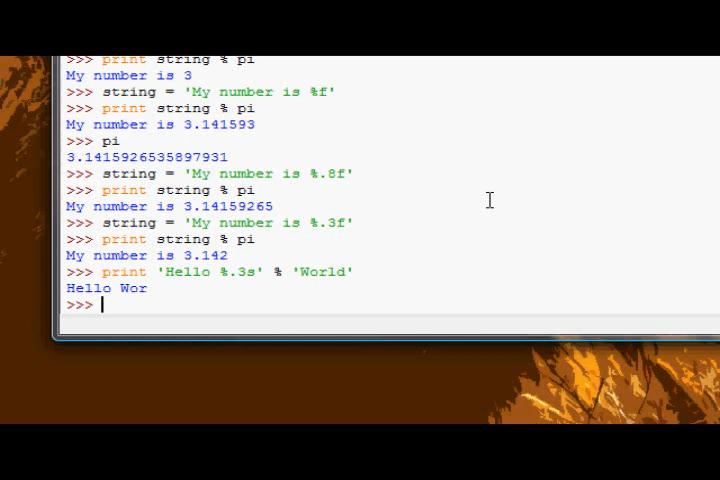 >>> print string % pi
My number is 3
>>> string = 'My number is %f'
>>> print string % pi
My number is 3.141593
>>> pi
3.1415926535897931
>>> string = 'My number is %.8f'
>>> print string % pi
My number is 3.14159265
>>> string = 'My number is %.3f'
>>> print string % pi
My number is 3.142
>>> print 'Hello %.3s' % 'World'
Hello Wor
>>>